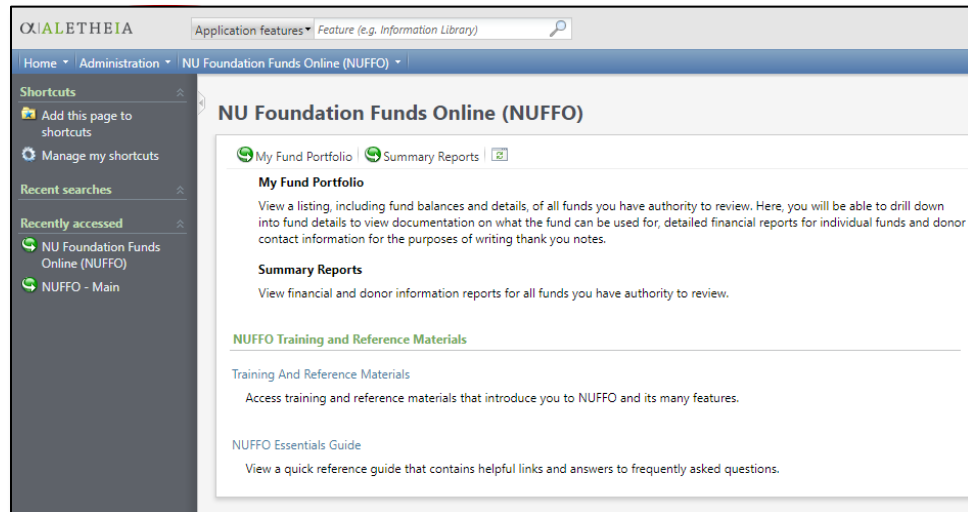 α|ALETHEIA
Application features Feature (e.g. Information Library)
Home Administration NU Foundation Funds Online (NUFFO)
Shortcuts
Add this page to
shortcuts
Manage my shortcuts
Recent searches
Recently accessed
NU Foundation Funds
Online (NUFFO)
NUFFO - Main
NU Foundation Funds Online (NUFFO)
My Fund Portfolio Summary Reports
My Fund Portfolio
View a listing, including fund balances and details, of all funds you have authority to review. Here, you will be able to drill down
into fund details to view documentation on what the fund can be used for, detailed financial reports for individual funds and donor
contact information for the purposes of writing thank you notes.
Summary Reports
View financial and donor information reports for all funds you have authority to review.
NUFFO Training and Reference Materials
Training And Reference Materials
Access training and reference materials that introduce you to NUFFO and its many features.
NUFFO Essentials Guide
View a quick reference guide that contains helpful links and answers to frequently asked questions.